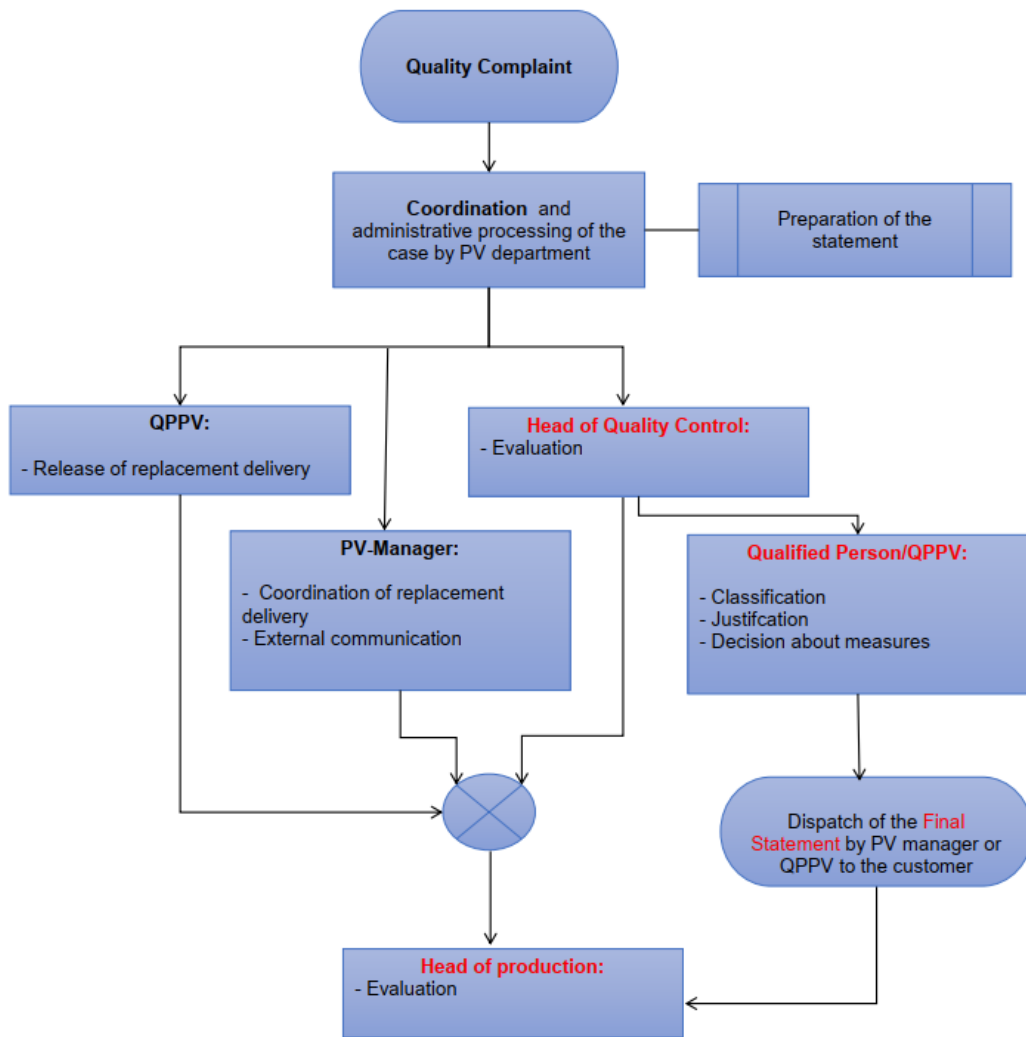 Quality Complaint
Coordination and
administrative processing of the
case by PV department
Preparation of the
statement
QPPV:
- Release of replacement delivery
Head of Quality Control:
- Evaluation
PV-Manager:
- Coordination of replacement
delivery
- External communication
Qualified Person/QPPV:
- Classification
- Justifcation
- Decision about measures
Dispatch of the Final
Statement by PV manager or
QPPV to the customer
Head of production:
- Evaluation